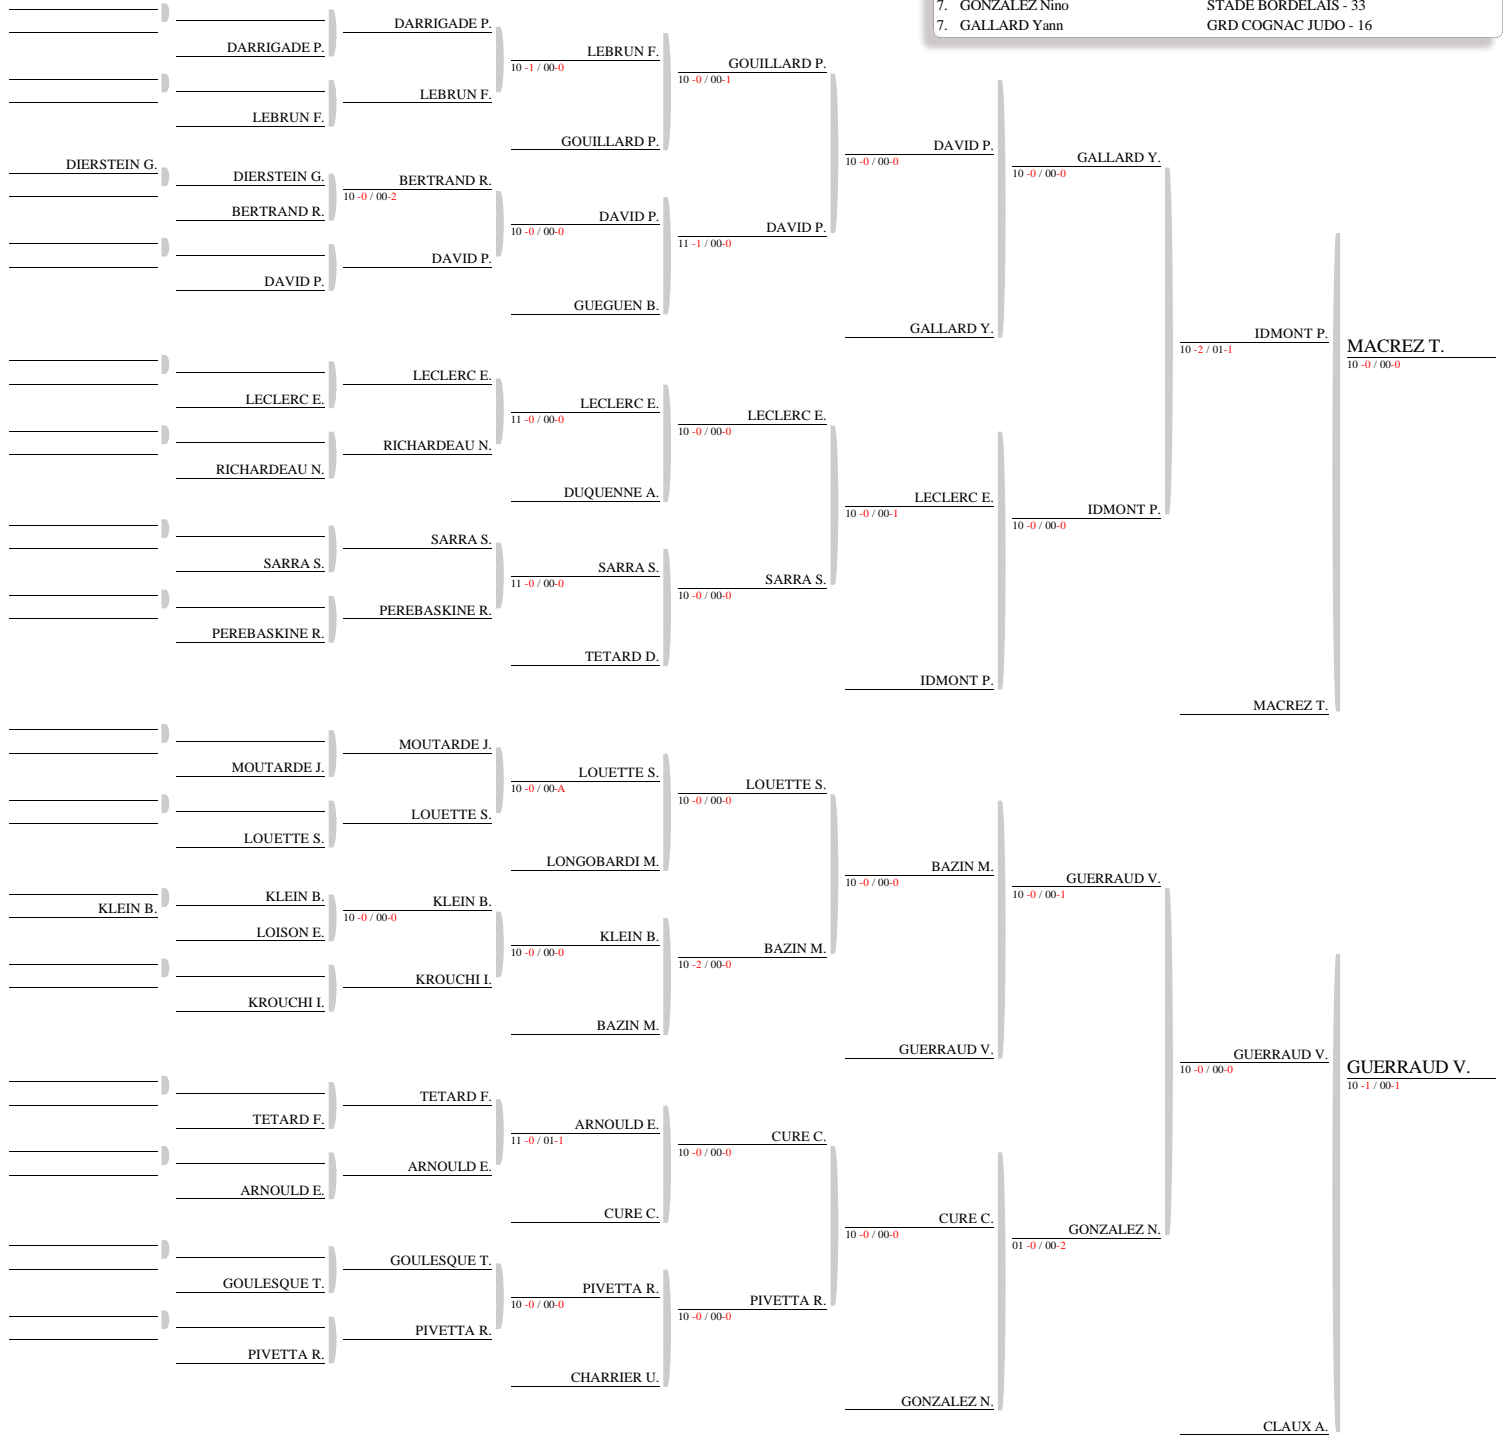 7. GONZALEZ Nino STADE BORDELAIS - 33
7. GALLARD Yann GRD COGNAC JUDO - 16
DARRIGADE P.
DARRIGADE P.
LEBRUN F.
10 -1 / 00-0
GOUILLARD P.
10 -0 / 00-1
LEBRUN F.
LEBRUN F.
GOUILLARD P.
DAVID P.
10 -0 / 00-0
GALLARD Y.
10 -0 / 00-0
DIERSTEIN G.
DIERSTEIN G.
BERTRAND R.
10 -0 / 00-2
BERTRAND R.
DAVID P.
10 -0 / 00-0
DAVID P.
11 -1 / 00-0
DAVID P.
DAVID P.
GUEGUEN B.
GALLARD Y.
IDMONT P.
10 -2 / 01-1
MACREZ T.
10 -0 / 00-0
LECLERC E.
LECLERC E.
LECLERC E.
11 -0 / 00-0
LECLERC E.
10 -0 / 00-0
RICHARDEAU N.
RICHARDEAU N.
DUQUENNE A.
LECLERC E.
10 -0 / 00-1
IDMONT P.
10 -0 / 00-0
SARRA S.
SARRA S.
SARRA S.
11 -0 / 00-0
SARRA S.
10 -0 / 00-0
PEREBASKINE R.
PEREBASKINE R.
TETARD D.
IDMONT P.
MACREZ T.
MOUTARDE J.
MOUTARDE J.
LOUETTE S.
10 -0 / 00-A
LOUETTE S.
10 -0 / 00-0
LOUETTE S.
LOUETTE S.
LONGOBARDI M.
BAZIN M.
10 -0 / 00-0
GUERRAUD V.
10 -0 / 00-1
KLEIN B.
KLEIN B.
KLEIN B.
10 -0 / 00-0
LOISON E.
KLEIN B.
10 -0 / 00-0
BAZIN M.
10 -2 / 00-0
KROUCHI I.
KROUCHI I.
BAZIN M.
GUERRAUD V.
GUERRAUD V.
10 -0 / 00-0
GUERRAUD V.
10 -1 / 00-1
TETARD F.
TETARD F.
ARNOULD E.
11 -0 / 01-1
CURE C.
10 -0 / 00-0
ARNOULD E.
ARNOULD E.
CURE C.
CURE C.
10 -0 / 00-0
GONZALEZ N.
01 -0 / 00-2
GOULESQUE T.
GOULESQUE T.
PIVETTA R.
10 -0 / 00-0
PIVETTA R.
10 -0 / 00-0
PIVETTA R.
PIVETTA R.
CHARRIER U.
GONZALEZ N.
CLAUX A.